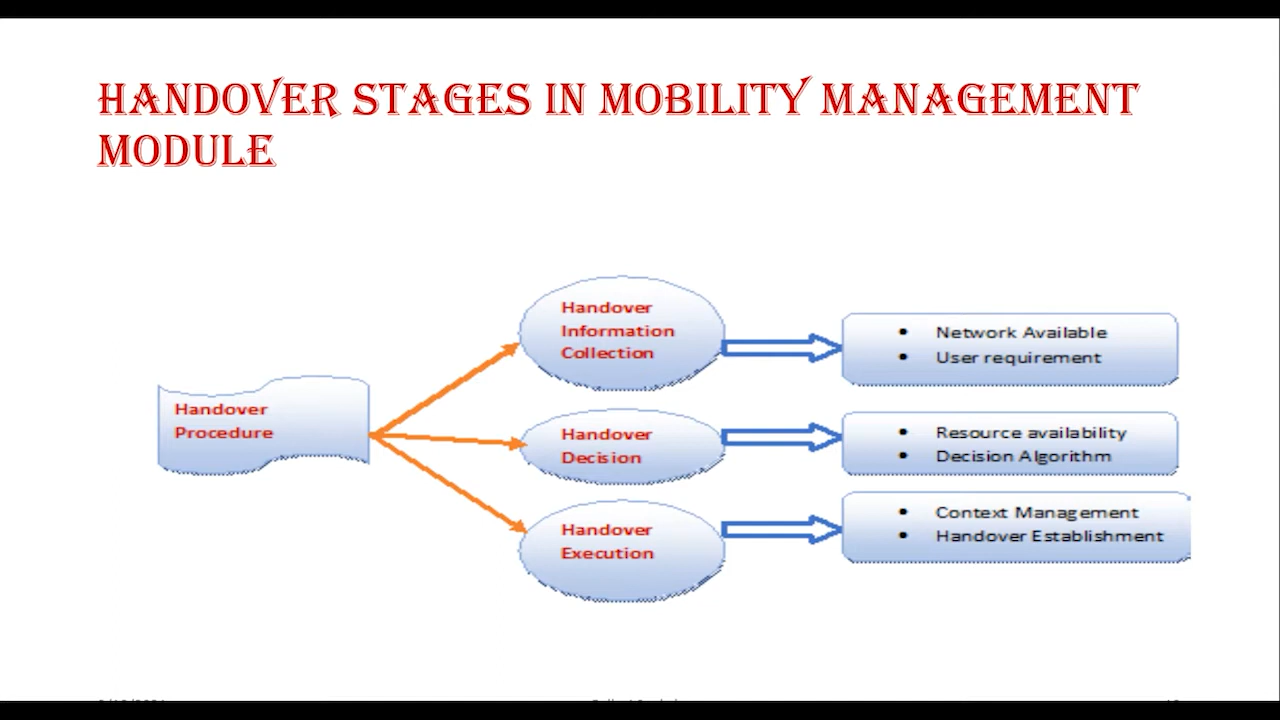 HANDOVER STAGES IN MOBILITY MANAGEMENT
MODULE
Handover
Procedure
Handover
Information
Collection
• Network Available
• User requirement
Handover
Decision
• Resource availability
• Decision Algorithm
Handover
Execution
• Context Management
• Handover Establishment